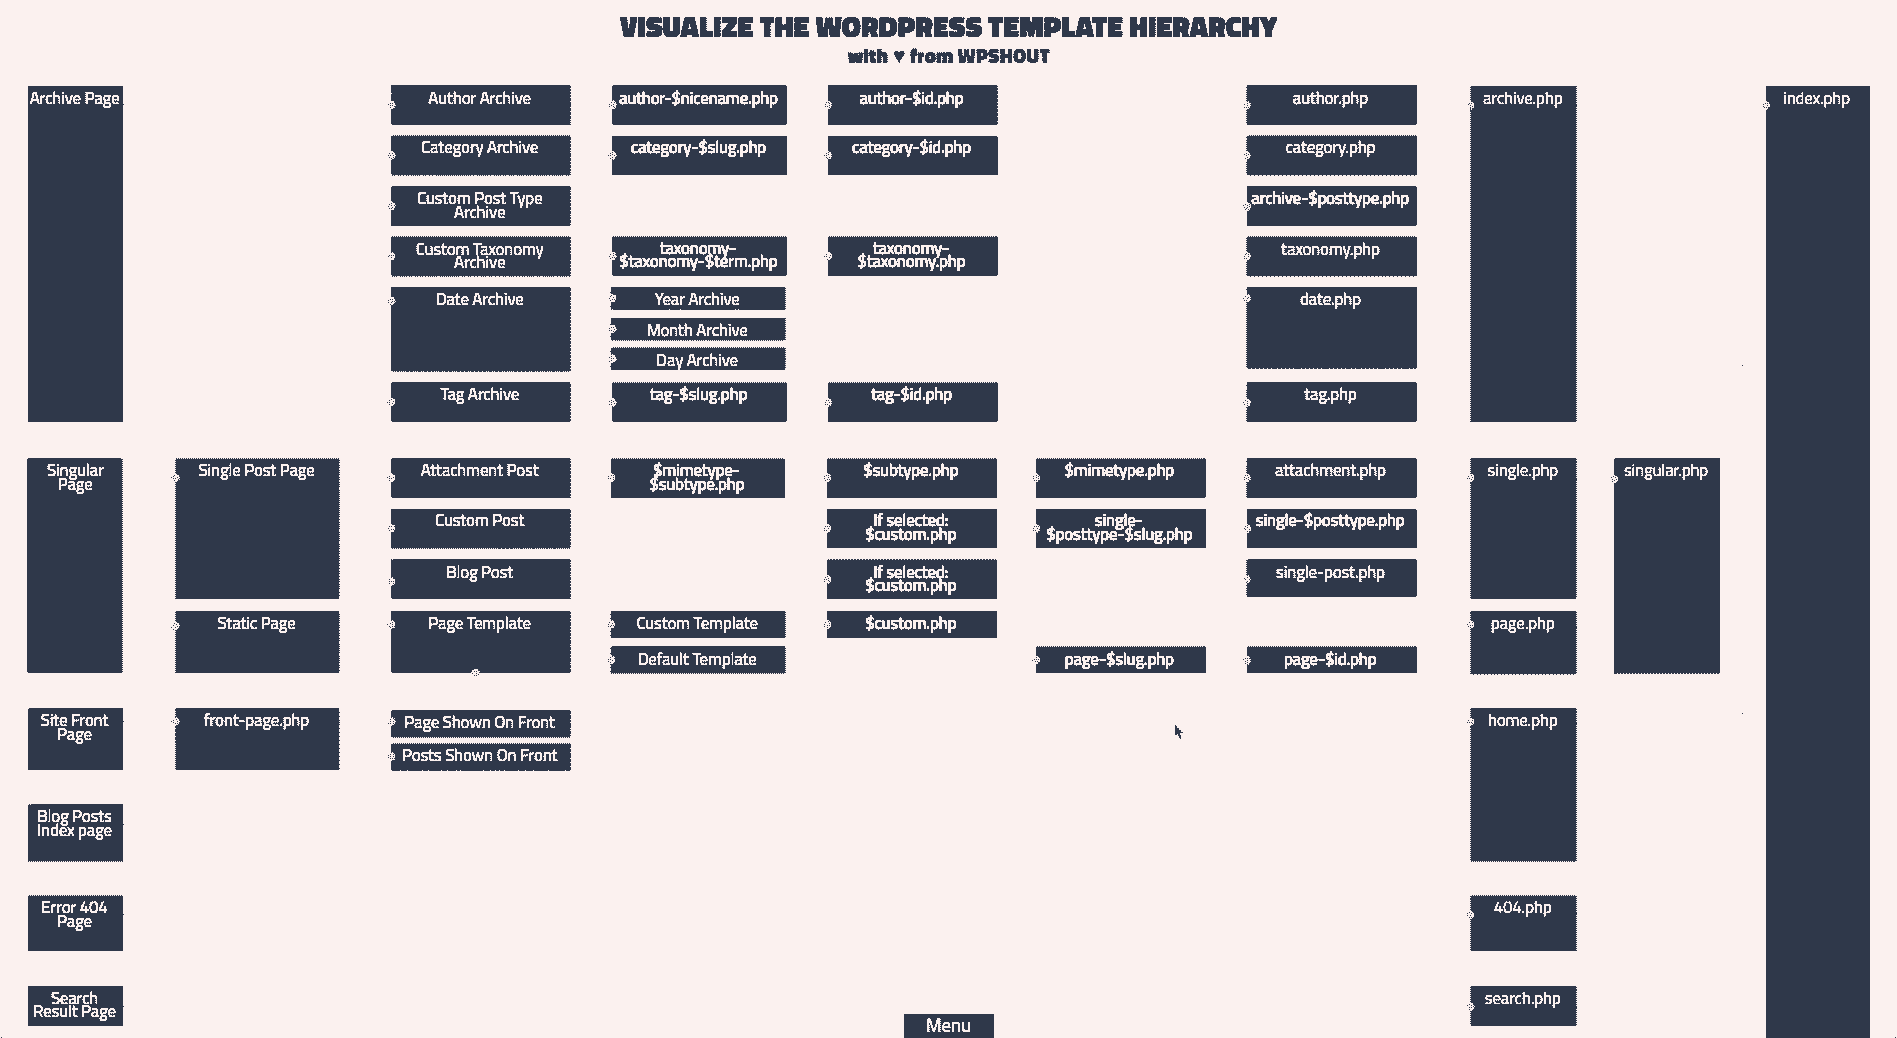 VISUALIZE THE WORDPRESS TEMPLATE HIERARCHY
with ♥ from WPSHOUT
Archive Page
Author Archive
author-$nicename.php
author-$id.php
author.php
archive.php
index.php
Category Archive
category-$slug.php
category-$id.php
category.php
Custom Post Type
Archive
archive-$posttype.php
Custom Taxonomy
Archive
taxonomy-
$taxonomy-$term.php
taxonomy-
$taxonomy.php
taxonomy.php
Date Archive
Year Archive
date.php
Month Archive
Day Archive
Tag Archive
tag-$slug.php
tag-$id.php
tag.php
Singular
Page
Single Post Page
Attachment Post
$mimetype-
$subtype.php
$subtype.php
$mimetype.php
attachment.php
single.php
singular.php
Custom Post
If selected:
$custom.php
single-
$posttype-$slug.php
single-$posttype.php
Blog Post
If selected:
$custom.php
single-post.php
Static Page
Page Template
Custom Template
$custom.php
page.php
Default Template
page-$slug.php
page-$id.php
Site Front
Page
front-page.php
Page Shown On Front
home.php
Posts Shown On Front
Blog Posts
Index page
Error 404
Page
404.php
Search
Result Page
search.php
Menu